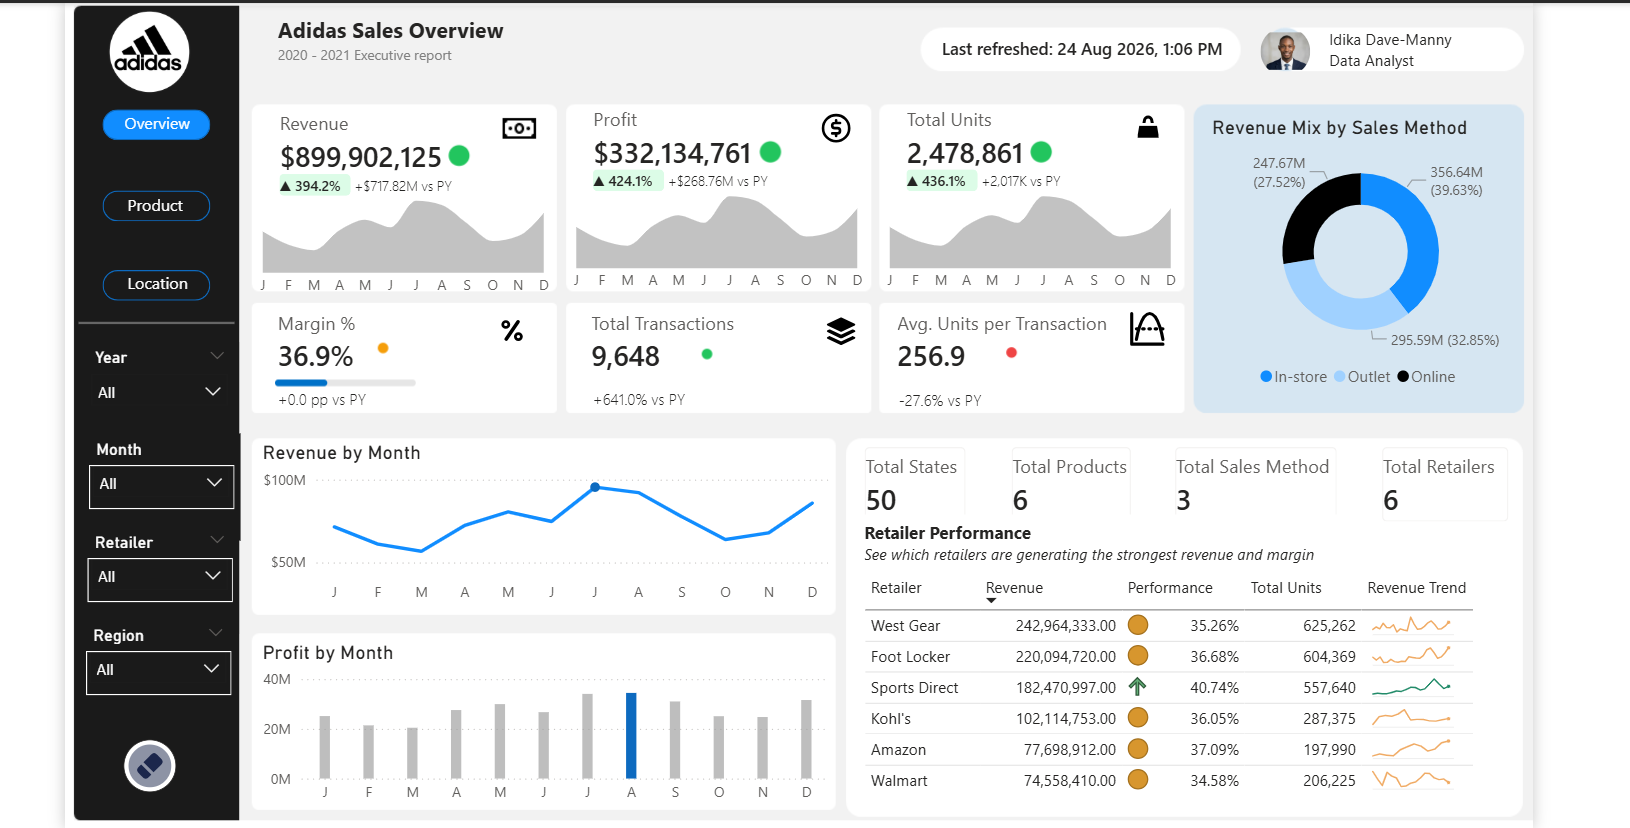 adidas
Overview
Product
Location
Year
All
Month
All
Retailer
All
Region
All
Adidas Sales Overview
2020 - 2021 Executive report
Last refreshed: 24 Aug 2026, 1:06 PM
Idika Dave-Manny
Data Analyst
Revenue
$899,902,125
▲ 394.2% +$717.82M vs PY
J F M A M J J A S O N D
Profit
$332,134,761
▲ 424.1% +$268.76M vs PY
J F M A M J J A S O N D
Total Units
2,478,861
▲ 436.1% +2,017K vs PY
J F M A M J J A S O N D
Revenue Mix by Sales Method
247.67M
(27.52%)
356.64M
(39.63%)
295.59M (32.85%)
In-store Outlet Online
Margin %
%
36.9%
+0.0 pp vs PY
Total Transactions
9,648
+641.0% vs PY
Avg. Units per Transaction
256.9
-27.6% vs PY
Revenue by Month
$100M
$50M
J F M A M J J A S O N D
Profit by Month
40M
20M
0M
J F M A M J J A S O N D
Total States
50
Total Products
6
Total Sales Method
3
Total Retailers
6
Retailer Performance
See which retailers are generating the strongest revenue and margin
Retailer Revenue Performance Total Units Revenue Trend
West Gear 242,964,333.00 35.26% 625,262
Foot Locker 220,094,720.00 36.68% 604,369
Sports Direct 182,470,997.00 40.74% 557,640
Kohl's 102,114,753.00 36.05% 287,375
Amazon 77,698,912.00 37.09% 197,990
Walmart 74,558,410.00 34.58% 206,225